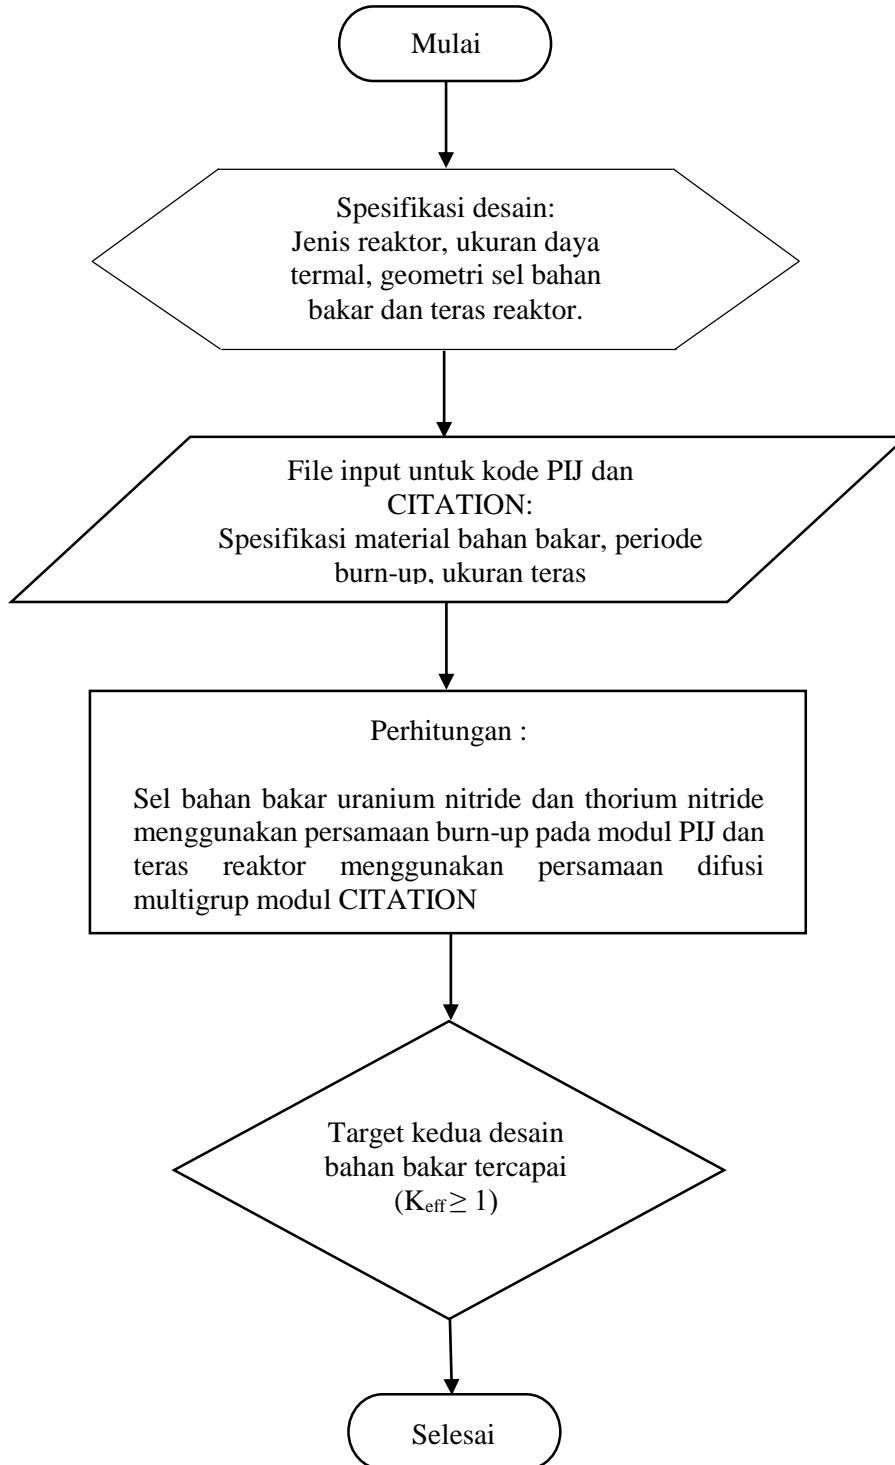 Mulai
Spesifikasi desain:
Jenis reaktor, ukuran daya
termal, geometri sel bahan
bakar dan teras reaktor.
File input untuk kode PIJ dan
CITATION:
Spesifikasi material bahan bakar, periode
burn-up, ukuran teras
Perhitungan :
Sel bahan bakar uranium nitride dan thorium nitride
menggunakan persamaan burn-up pada modul PIJ dan
teras reaktor menggunakan persamaan difusi
multigrup modul CITATION
Target kedua desain
bahan bakar tercapai
(Keff ≥ 1)
Selesai